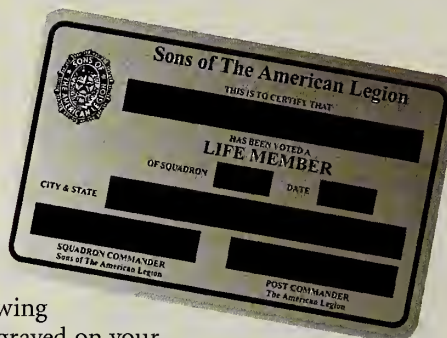 Sons of The American Legion
THIS IS TO CERTIFY THAT
HAS BEEN VOTED A
LIFE MEMBER
OF SQUADRON
DATE
CITY & STATE
SQUADRON COMMANDER
Sons of The American Legion
POST COMMANDER
The American Legion
wing
graved on your